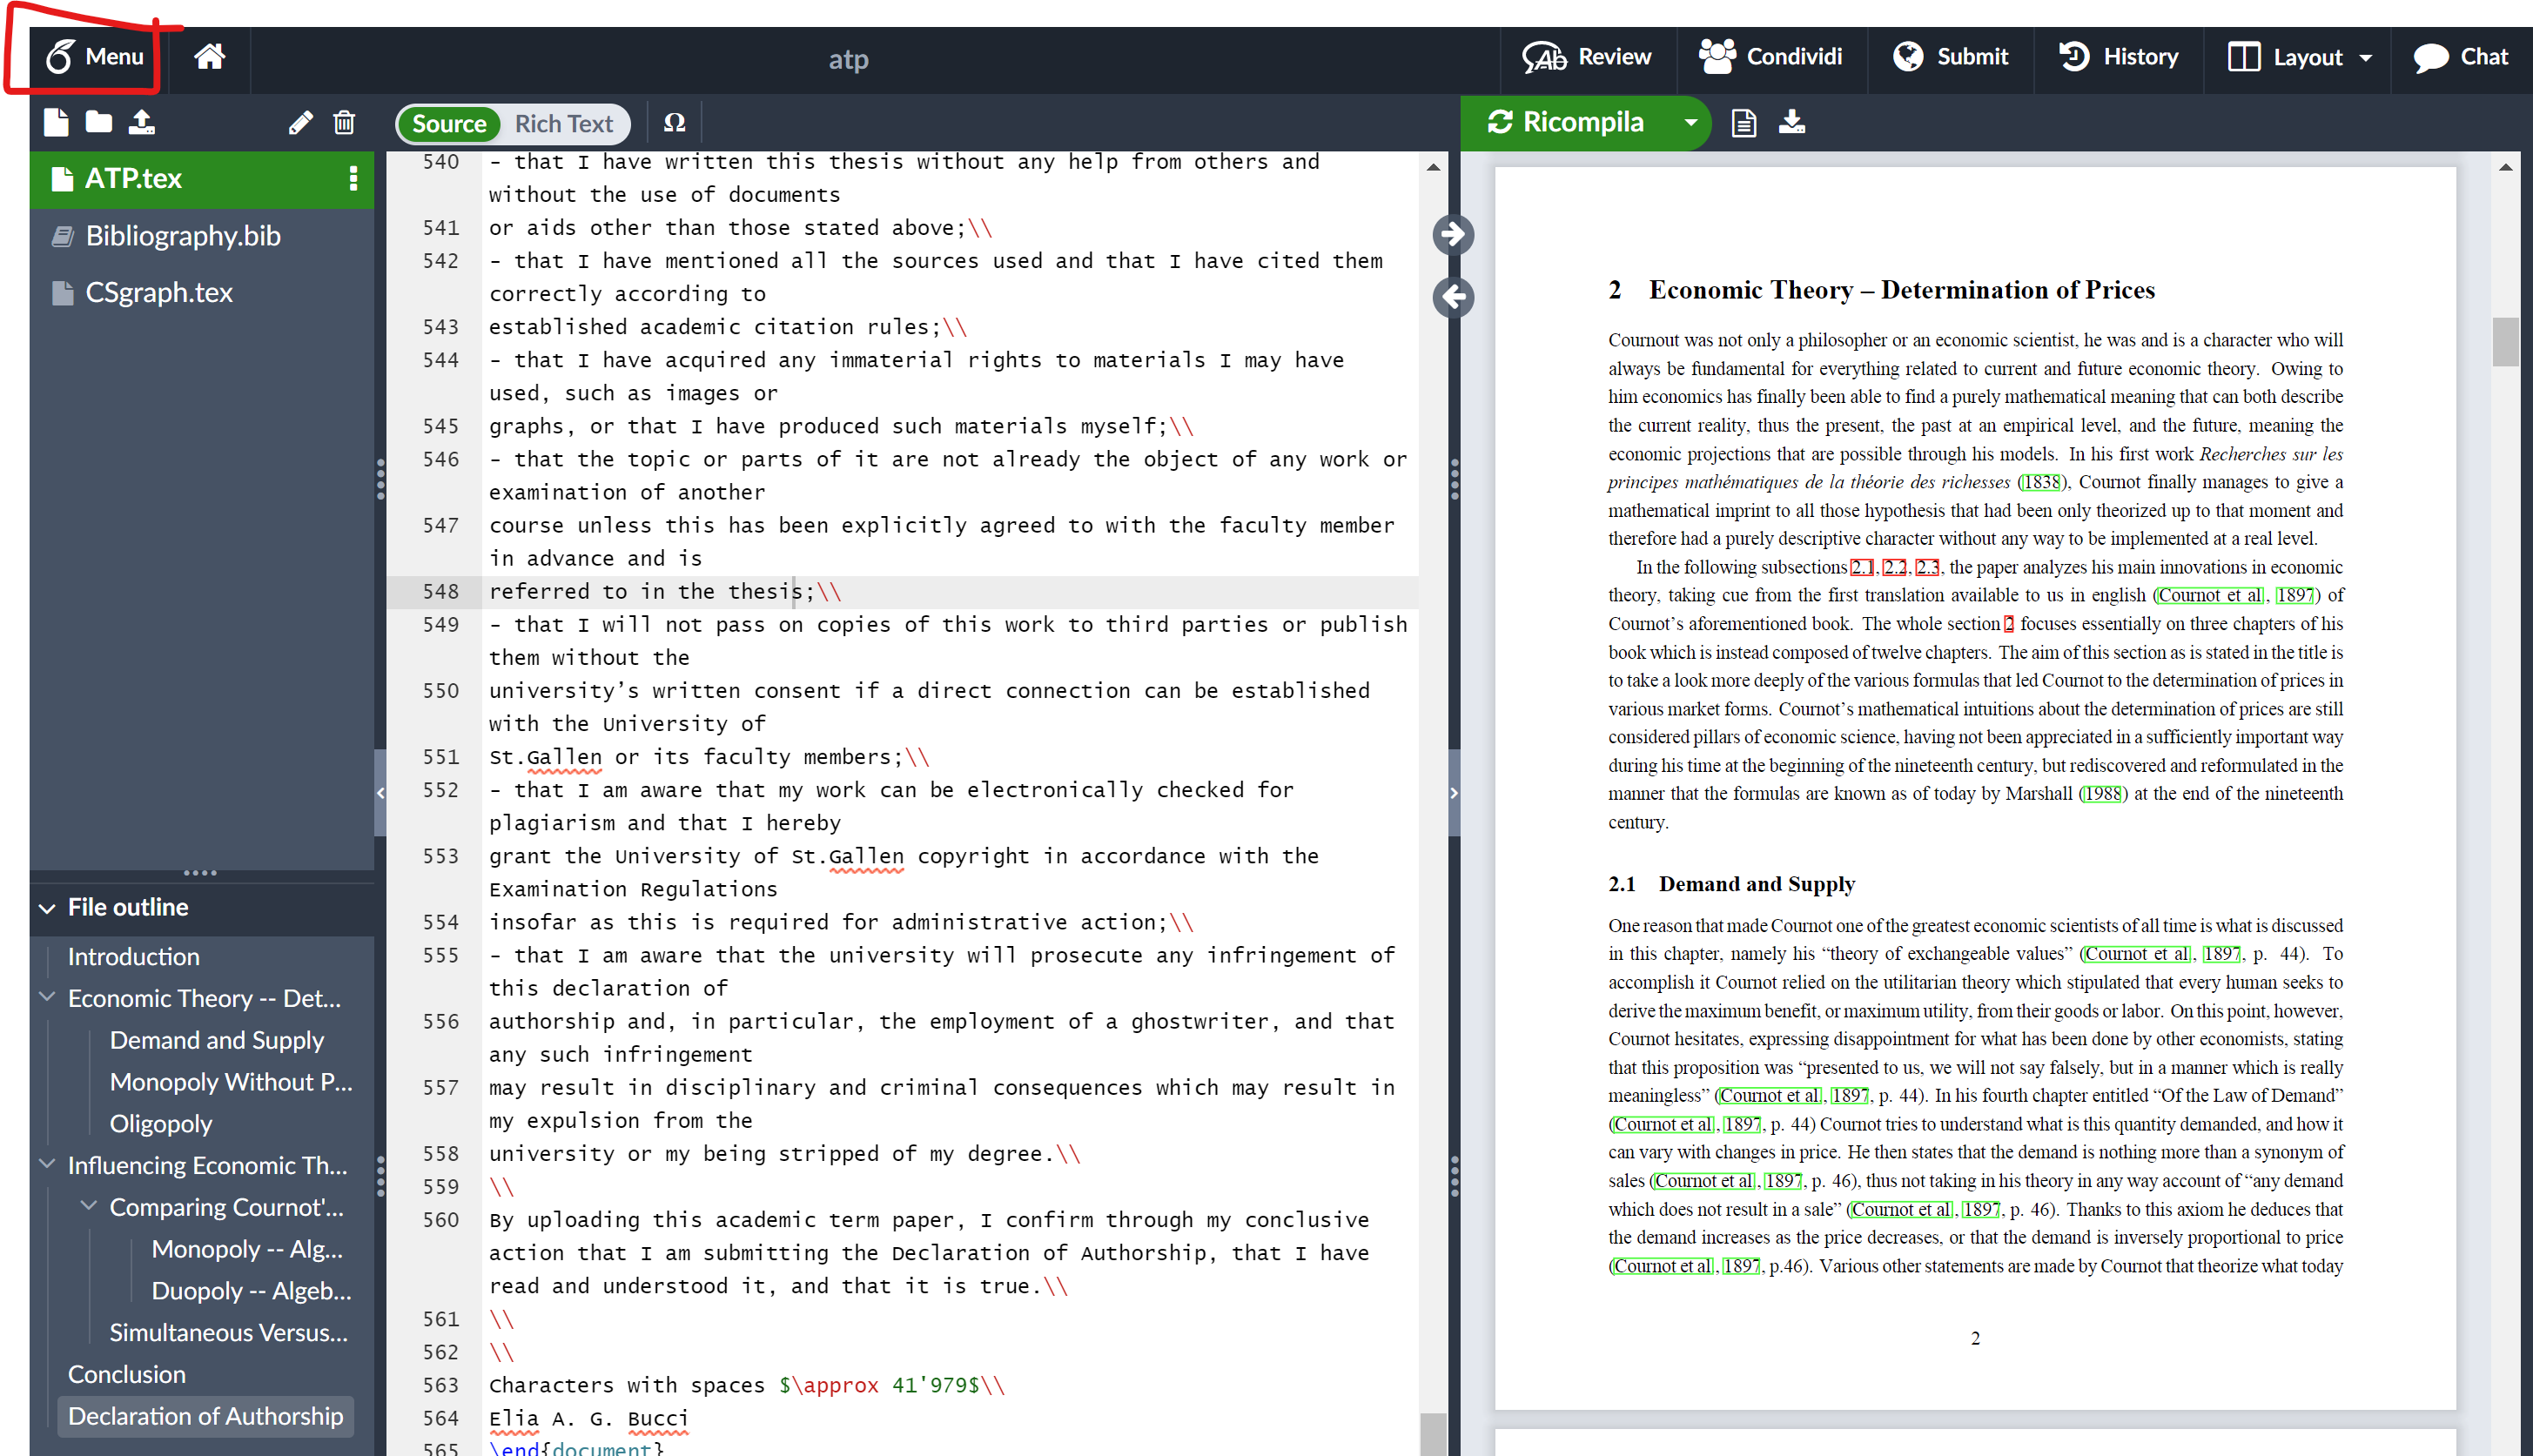 Menu
atp
Review
Condividi
Submit
History
Layout
Chat
Source
Rich Text
Ω
Ricompila
ATP.tex
Bibliography.bib
CSgraph.tex
File outline
Introduction
Economic Theory -- Det...
Demand and Supply
Monopoly Without P...
Oligopoly
Influencing Economic Th...
Comparing Cournot'...
Monopoly -- Alg...
Duopoly -- Algeb...
Simultaneous Versus...
Conclusion
Declaration of Authorship
540 - that I have written this thesis without any help from others and
without the use of documents
541 or aids other than those stated above;\\
542 - that I have mentioned all the sources used and that I have cited them
correctly according to
543 established academic citation rules;\\
544 - that I have acquired any immaterial rights to materials I may have
used, such as images or
545 graphs, or that I have produced such materials myself;\\
546 - that the topic or parts of it are not already the object of any work or
examination of another
547 course unless this has been explicitly agreed to with the faculty member
in advance and is
548 referred to in the thesis;\\
549 - that I will not pass on copies of this work to third parties or publish
them without the
550 university’s written consent if a direct connection can be established
with the University of
551 St.Gallen or its faculty members;\\
552 - that I am aware that my work can be electronically checked for
plagiarism and that I hereby
553 grant the University of St.Gallen copyright in accordance with the
Examination Regulations
554 insofar as this is required for administrative action;\\
555 - that I am aware that the university will prosecute any infringement of
this declaration of
556 authorship and, in particular, the employment of a ghostwriter, and that
any such infringement
557 may result in disciplinary and criminal consequences which may result in
my expulsion from the
558 university or my being stripped of my degree.\\
559 \\
560 By uploading this academic term paper, I confirm through my conclusive
action that I am submitting the Declaration of Authorship, that I have
read and understood it, and that it is true.\\
561 \\
562 \\
563 Characters with spaces $\approx 41'979$\\
564 Elia A. G. Bucci
565 \end{document}
2 Economic Theory – Determination of Prices
Cournout was not only a philosopher or an economic scientist, he was and is a character who will
always be fundamental for everything related to current and future economic theory. Owing to
him economics has finally been able to find a purely mathematical meaning that can both describe
the current reality, thus the present, the past at an empirical level, and the future, meaning the
economic projections that are possible through his models. In his first work Recherches sur les
principes mathématiques de la théorie des richesses (1838), Cournot finally manages to give a
mathematical imprint to all those hypothesis that had been only theorized up to that moment and
therefore had a purely descriptive character without any way to be implemented at a real level.
In the following subsections 2.1, 2.2, 2.3, the paper analyzes his main innovations in economic
theory, taking cue from the first translation available to us in english (Cournot et al., 1897) of
Cournot’s aforementioned book. The whole section 2 focuses essentially on three chapters of his
book which is instead composed of twelve chapters. The aim of this section as is stated in the title is
to take a look more deeply of the various formulas that led Cournot to the determination of prices in
various market forms. Cournot’s mathematical intuitions about the determination of prices are still
considered pillars of economic science, having not been appreciated in a sufficiently important way
during his time at the beginning of the nineteenth century, but rediscovered and reformulated in the
manner that the formulas are known as of today by Marshall (1988) at the end of the nineteenth
century.
2.1 Demand and Supply
One reason that made Cournot one of the greatest economic scientists of all time is what is discussed
in this chapter, namely his “theory of exchangeable values” (Cournot et al., 1897, p. 44). To
accomplish it Cournot relied on the utilitarian theory which stipulated that every human seeks to
derive the maximum benefit, or maximum utility, from their goods or labor. On this point, however,
Cournot hesitates, expressing disappointment for what has been done by other economists, stating
that this proposition was “presented to us, we will not say falsely, but in a manner which is really
meaningless” (Cournot et al., 1897, p. 44). In his fourth chapter entitled “Of the Law of Demand”
(Cournot et al., 1897, p. 44) Cournot tries to understand what is this quantity demanded, and how it
can vary with changes in price. He then states that the demand is nothing more than a synonym of
sales (Cournot et al., 1897, p. 46), thus not taking in his theory in any way account of “any demand
which does not result in a sale” (Cournot et al., 1897, p. 46). Thanks to this axiom he deduces that
the demand increases as the price decreases, or that the demand is inversely proportional to price
(Cournot et al., 1897, p.46). Various other statements are made by Cournot that theorize what today
2